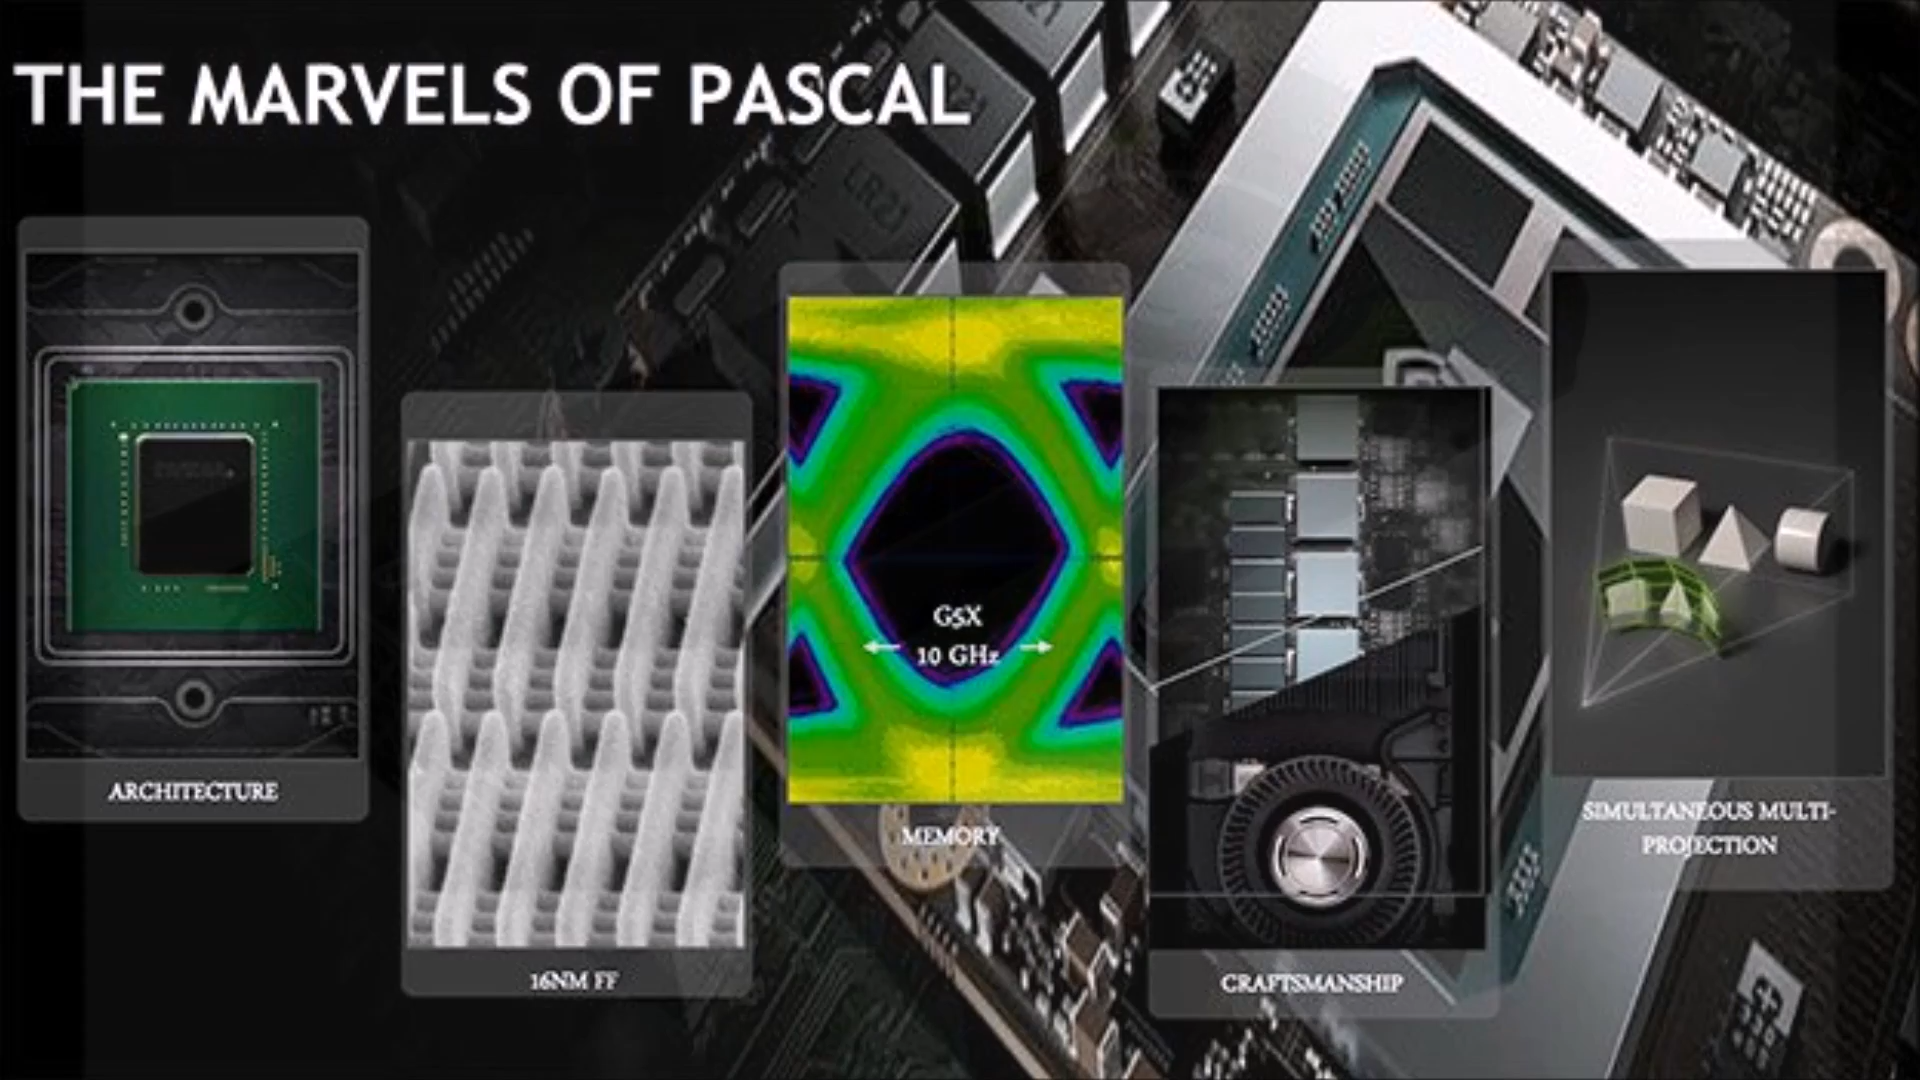 THE MARVELS OF PASCAL
ARCHITECTURE
16NM FF
G5X
10 GHz
MEMORY
CRAFTSMANSHIP
SIMULTANEOUS MULTI-
PROJECTION